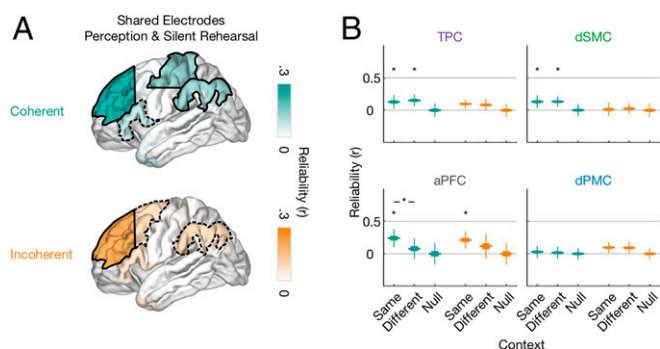 A
Shared Electrodes
Perception & Silent Rehearsal
Coherent
.3
0
Reliability (r)
Incoherent
.3
0
B
TPC
dSMC
* *
* *
0.5
0
Reliability (r)
aPFC
dPMC
– * –
* *
0.5
0
Same
Different
Null
Same
Different
Null
Same
Different
Null
Same
Different
Null
Context